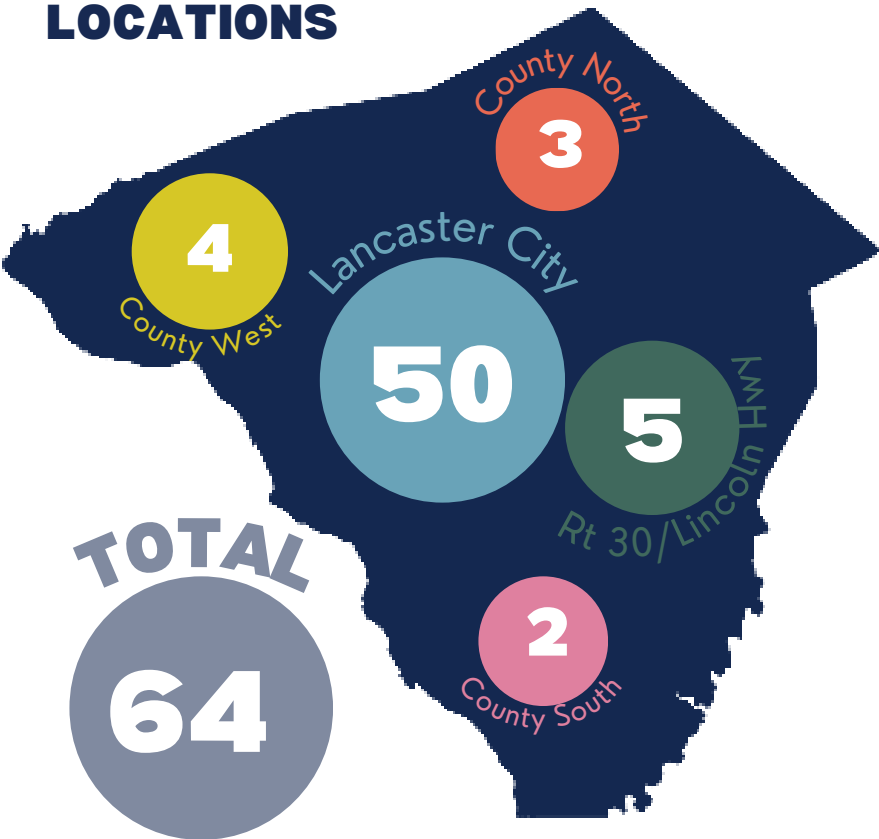 LOCATIONS
County North
3
4
County West
Lancaster City
50
5
Rt 30/Lincoln Hwy
TOTAL
64
2
County South